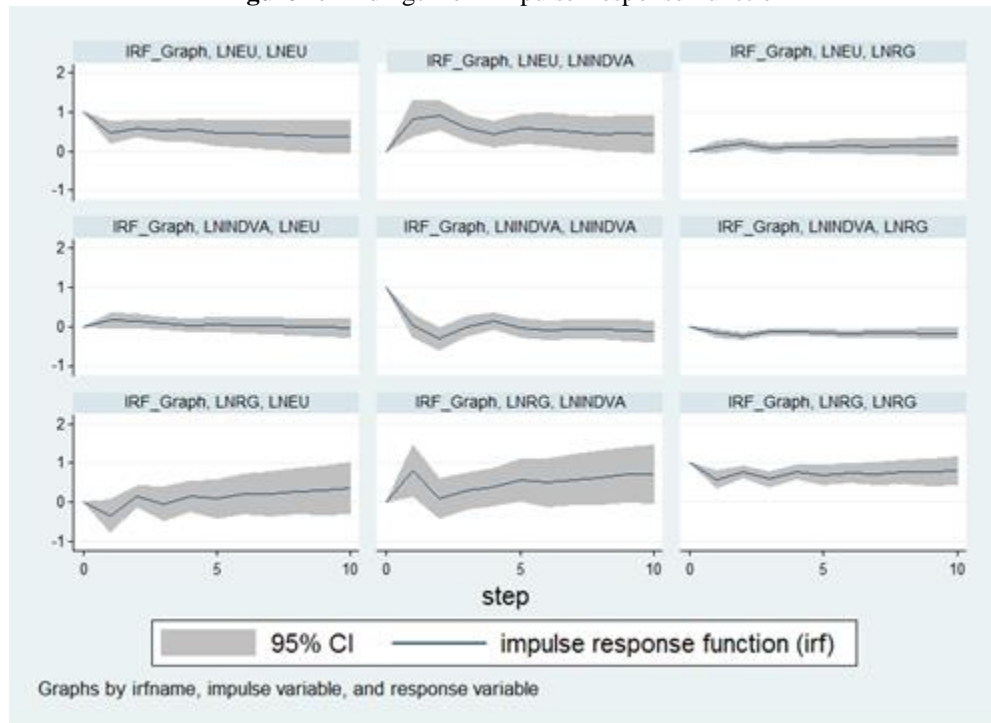 IRF_Graph, LNEU, LNEU
IRF_Graph, LNEU, LNINDVA
IRF_Graph, LNEU, LNRG
2
1
0
-1
IRF_Graph, LNINDVA, LNEU
IRF_Graph, LNINDVA, LNINDVA
IRF_Graph, LNINDVA, LNRG
2
1
0
-1
IRF_Graph, LNRG, LNEU
IRF_Graph, LNRG, LNINDVA
IRF_Graph, LNRG, LNRG
2
1
0
-1
0 5 10 0 5 10 0 5 10
step
95% CI impulse response function (irf)
Graphs by irfname, impulse variable, and response variable